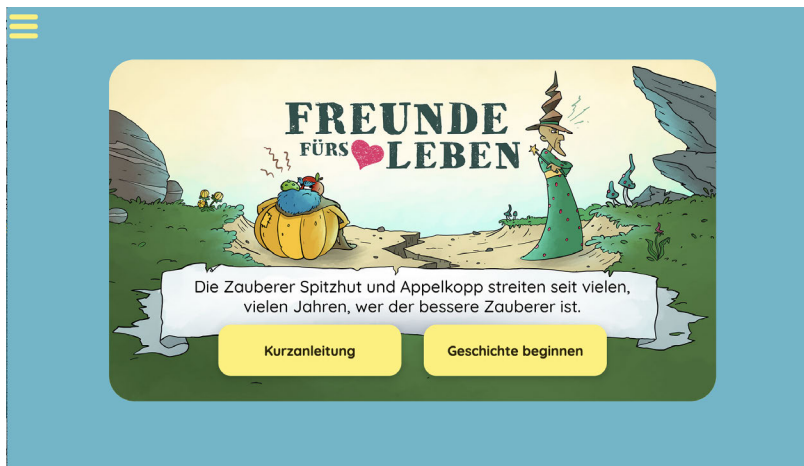 FREUNDE
FÜRS LEBEN
Die Zauberer Spitzhut und Appelkopp streiten seit vielen,
vielen Jahren, wer der bessere Zauberer ist.
Kurzanleitung
Geschichte beginnen